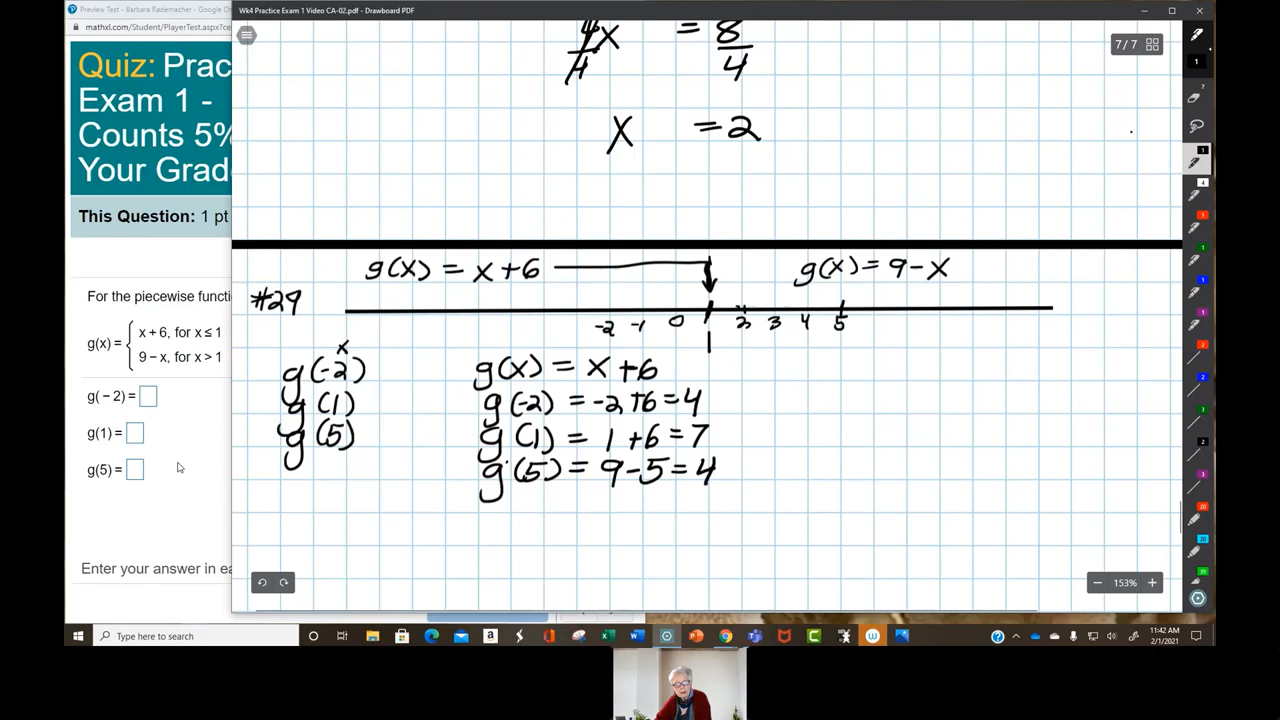 Preview Test - Barbara Rademacher - Google Ch
mathxl.com/Student/PlayerTest.aspx?ce
Quiz: Prac
Exam 1 -
Counts 5%
Your Grad
This Question: 1 pt
For the piecewise functi
g(x) = { x + 6, for x ≤ 1
9 − x, for x > 1
g( − 2) =
g(1) =
g(5) =
Enter your answer in ea
Wk4 Practice Exam 1 Video CA-02.pdf - Drawboard PDF
7/7
4x = 8
4 4
x = 2
g(x) = x+6
g(x) = 9-x
#29
-2 -1 0 1 2 3 4 5
x
g(-2)
g(1)
g(5)
g(x) = x+6
g(-2) = -2+6=4
g(1) = 1+6=7
g(5) = 9-5=4
153%
Type here to search
11:42 AM
2/1/2021